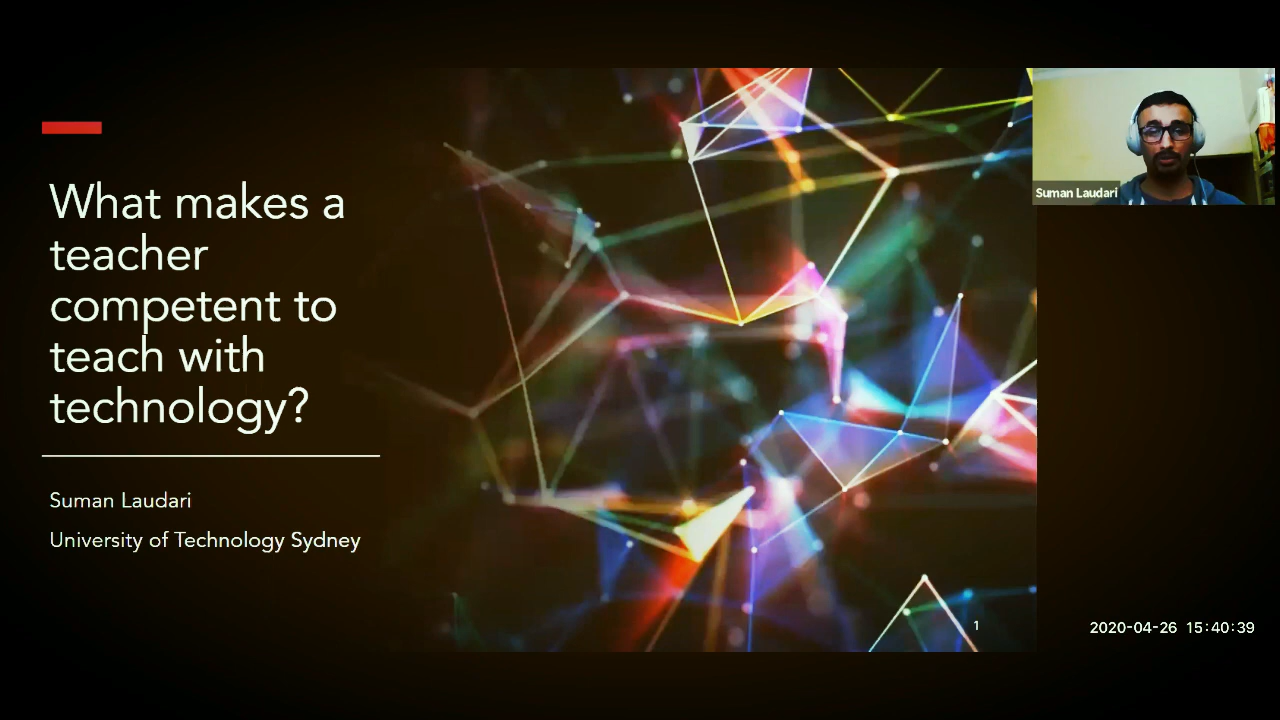 What makes a
teacher
competent to
teach with
technology?
Suman Laudari
University of Technology Sydney
Suman Laudari
1
2020-04-26 15:40:39